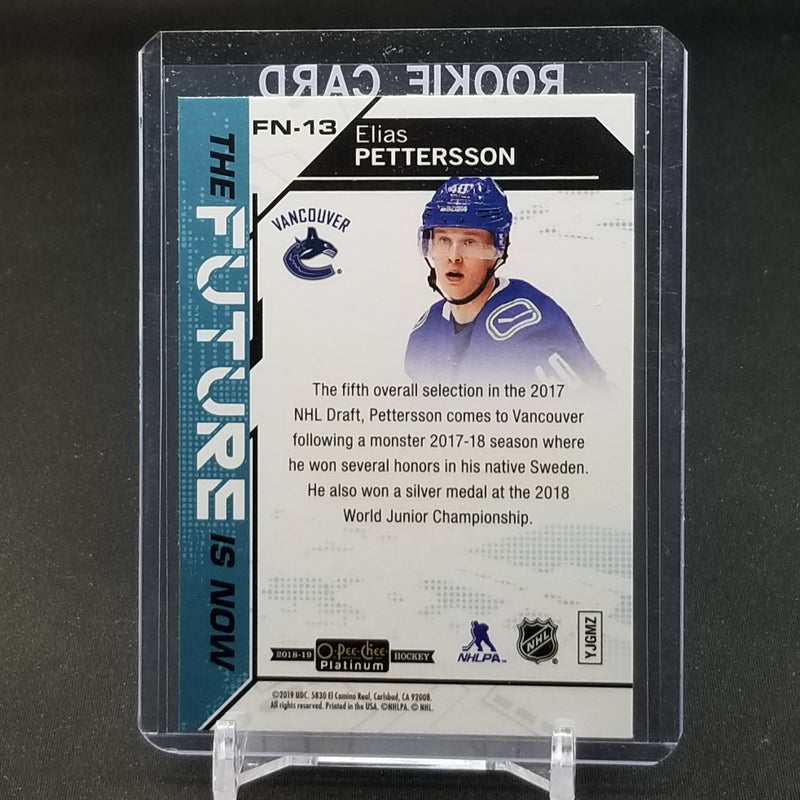 ROOKIE CARD
FN-13
Elias
PETTERSSON
THE FUTURE IS NOW
VANCOUVER
The fifth overall selection in the 2017
NHL Draft, Pettersson comes to Vancouver
following a monster 2017-18 season where
he won several honors in his native Sweden.
He also won a silver medal at the 2018
World Junior Championship.
2018-19 O-Pee-Chee Platinum HOCKEY
NHLPA
NHL
YJGMZ
©2019 UDC. 5830 El Camino Real, Carlsbad, CA 92008.
All rights reserved. Printed in the USA. ©NHLPA. © NHL.